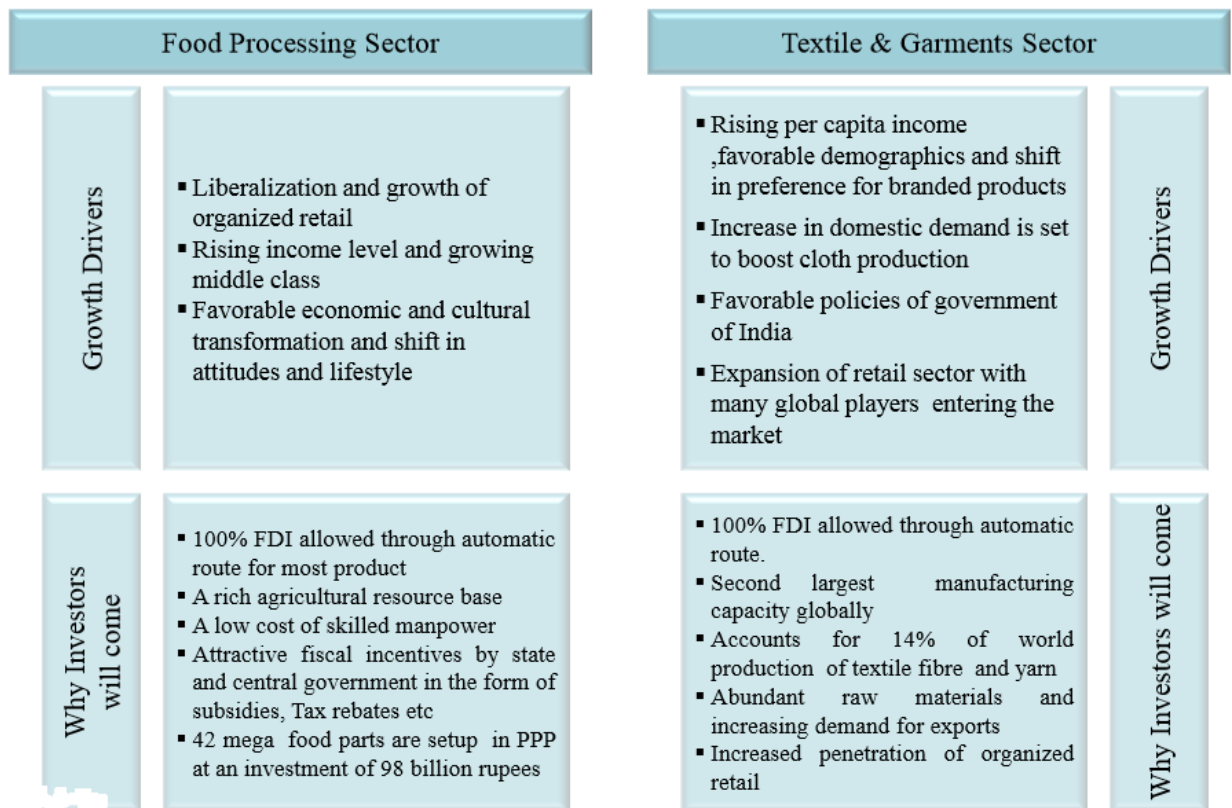 Food Processing Sector
Growth Drivers
▪ Liberalization and growth of
organized retail
▪ Rising income level and growing
middle class
▪ Favorable economic and cultural
transformation and shift in
attitudes and lifestyle
Why Investors
will come
▪ 100% FDI allowed through automatic
route for most product
▪ A rich agricultural resource base
▪ A low cost of skilled manpower
▪ Attractive fiscal incentives by state
and central government in the form of
subsidies, Tax rebates etc
▪ 42 mega food parts are setup in PPP
at an investment of 98 billion rupees
Textile & Garments Sector
▪ Rising per capita income
,favorable demographics and shift
in preference for branded products
▪ Increase in domestic demand is set
to boost cloth production
▪ Favorable policies of government
of India
▪ Expansion of retail sector with
many global players entering the
market
Growth Drivers
▪ 100% FDI allowed through automatic
route.
▪ Second largest manufacturing
capacity globally
▪ Accounts for 14% of world
production of textile fibre and yarn
▪ Abundant raw materials and
increasing demand for exports
▪ Increased penetration of organized
retail
Why Investors will come